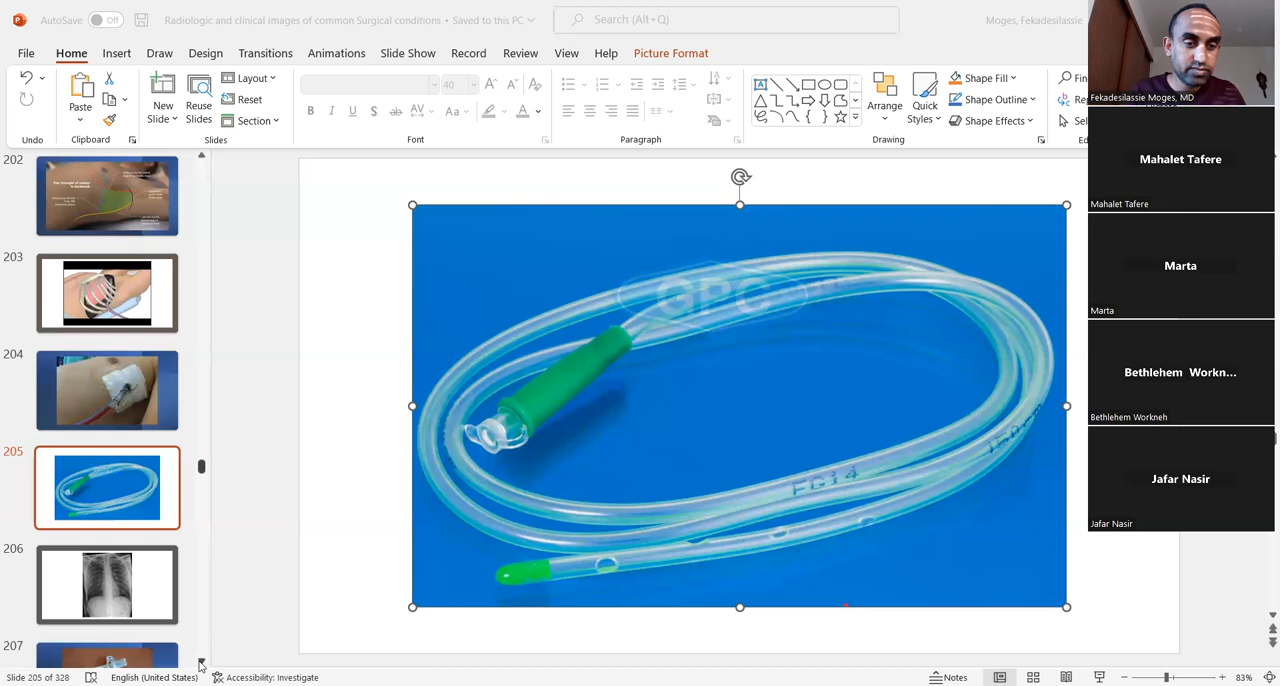 AutoSave Off Radiologic and clinical images of common Surgical conditions • Saved to this PC Search (Alt+Q) Moges, Fekadesilassie
File Home Insert Draw Design Transitions Animations Slide Show Record Review View Help Picture Format
Paste New Slide Reuse Slides Layout Reset Section 40 Arrange Quick Styles Shape Fill Shape Outline Shape Effects
Undo Clipboard Slides Font Paragraph Drawing
Fekadesilassie Moges, MD
Mahalet Tafere
Mahalet Tafere
Marta
Marta
Bethlehem Workn...
Bethlehem Workneh
Jafar Nasir
Jafar Nasir
202
203
204
205
206
207
GPC
FG14
Slide 205 of 328 English (United States) Accessibility: Investigate Notes 83%